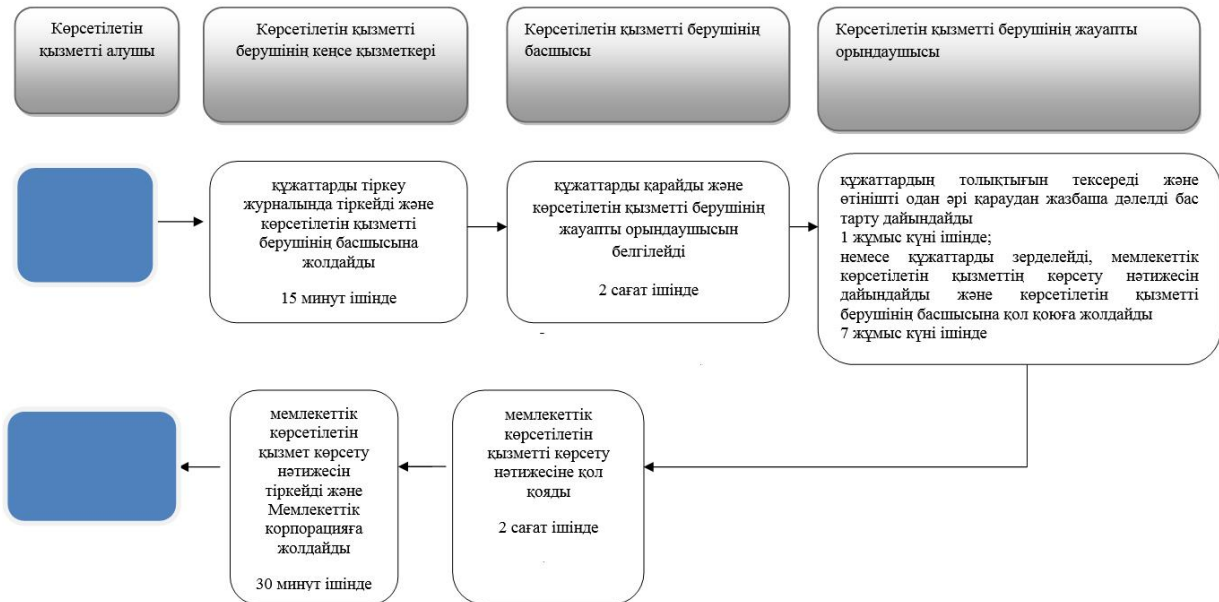 Көрсетілетін
қызметті алушы
Көрсетілетін қызметті
берушінің кеңсе қызметкері
Көрсетілетін қызметті берушінің
басшысы
Көрсетілетін қызметті берушінің жауапты
орындаушысы
құжаттарды тіркеу
журналында тіркейді және
көрсетілетін қызметті
берушінің басшысына
жолдайды
15 минут ішінде
құжаттарды қарайды және
көрсетілетін қызметті берушінің
жауапты орындаушысын
белгілейді
2 сағат ішінде
құжаттардың толықтығын тексереді және
өтінішті одан әрі қараудан жазбаша дәлелді бас
тарту дайындайды
1 жұмыс күні ішінде;
немесе құжаттарды зерделейді, мемлекеттік
көрсетілетін қызметтің көрсету нәтижесін
дайындайды және көрсетілетін қызметті
берушінің басшысына қол қоюға жолдайды
7 жұмыс күні ішінде
мемлекеттік
көрсетілетін
қызмет көрсету
нәтижесін
тіркейді және
Мемлекеттік
корпорацияға
жолдайды
30 минут ішінде
мемлекеттік
көрсетілетін
қызметті көрсету
нәтижесіне қол
қояды
2 сағат ішінде